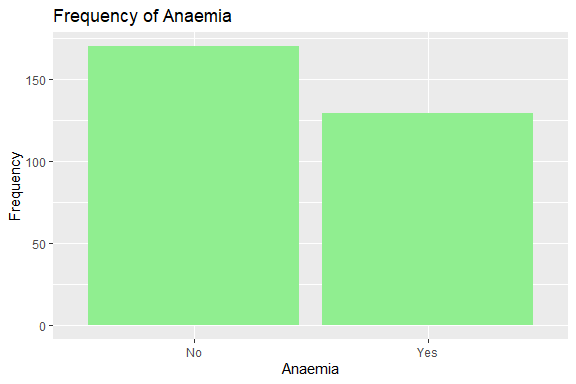 Frequency of Anaemia
150
100
50
0
Frequency
No Yes
Anaemia